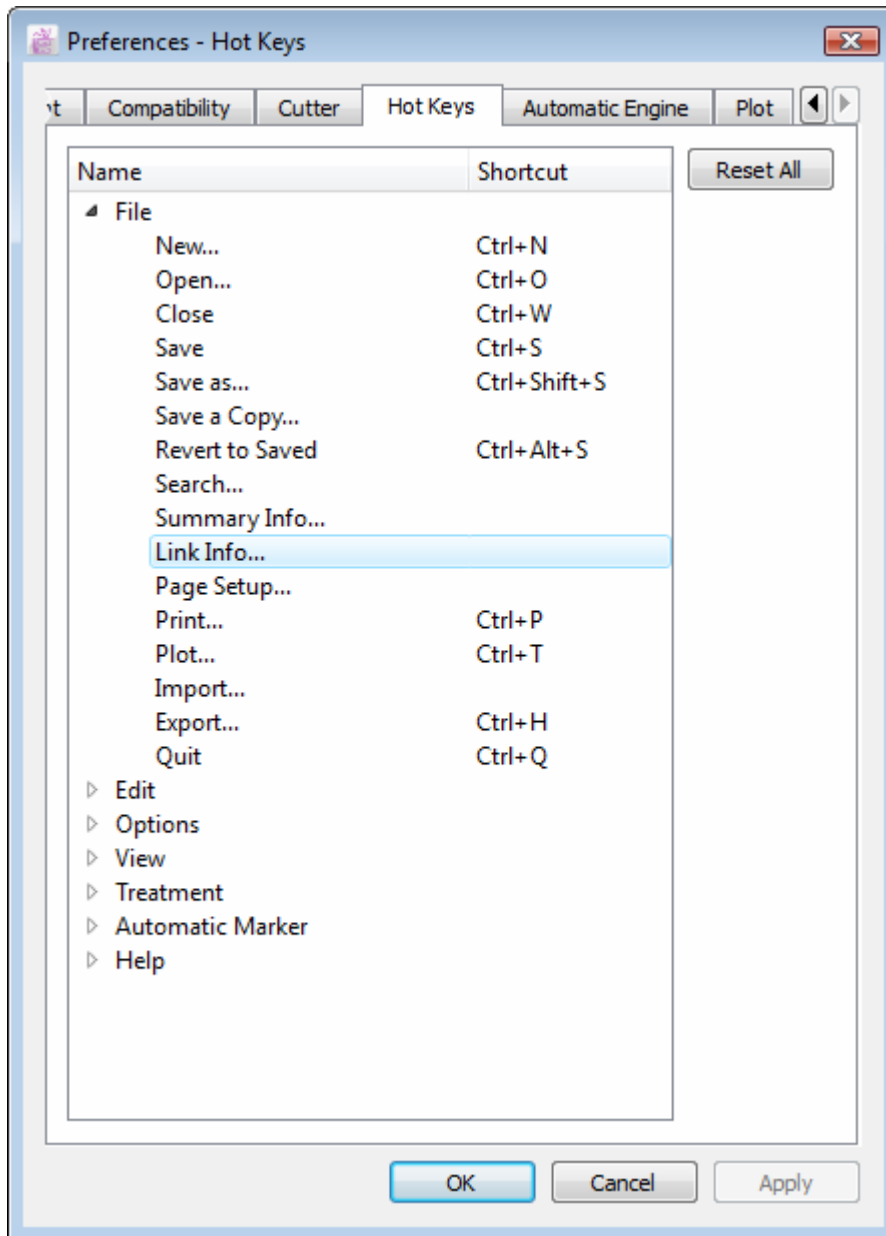 Preferences - Hot Keys
Compatibility Cutter Hot Keys Automatic Engine Plot
Name Shortcut Reset All
File
New... Ctrl+N
Open... Ctrl+O
Close Ctrl+W
Save Ctrl+S
Save as... Ctrl+Shift+S
Save a Copy...
Revert to Saved Ctrl+Alt+S
Search...
Summary Info...
Link Info...
Page Setup...
Print... Ctrl+P
Plot... Ctrl+T
Import...
Export... Ctrl+H
Quit Ctrl+Q
Edit
Options
View
Treatment
Automatic Marker
Help
OK Cancel Apply